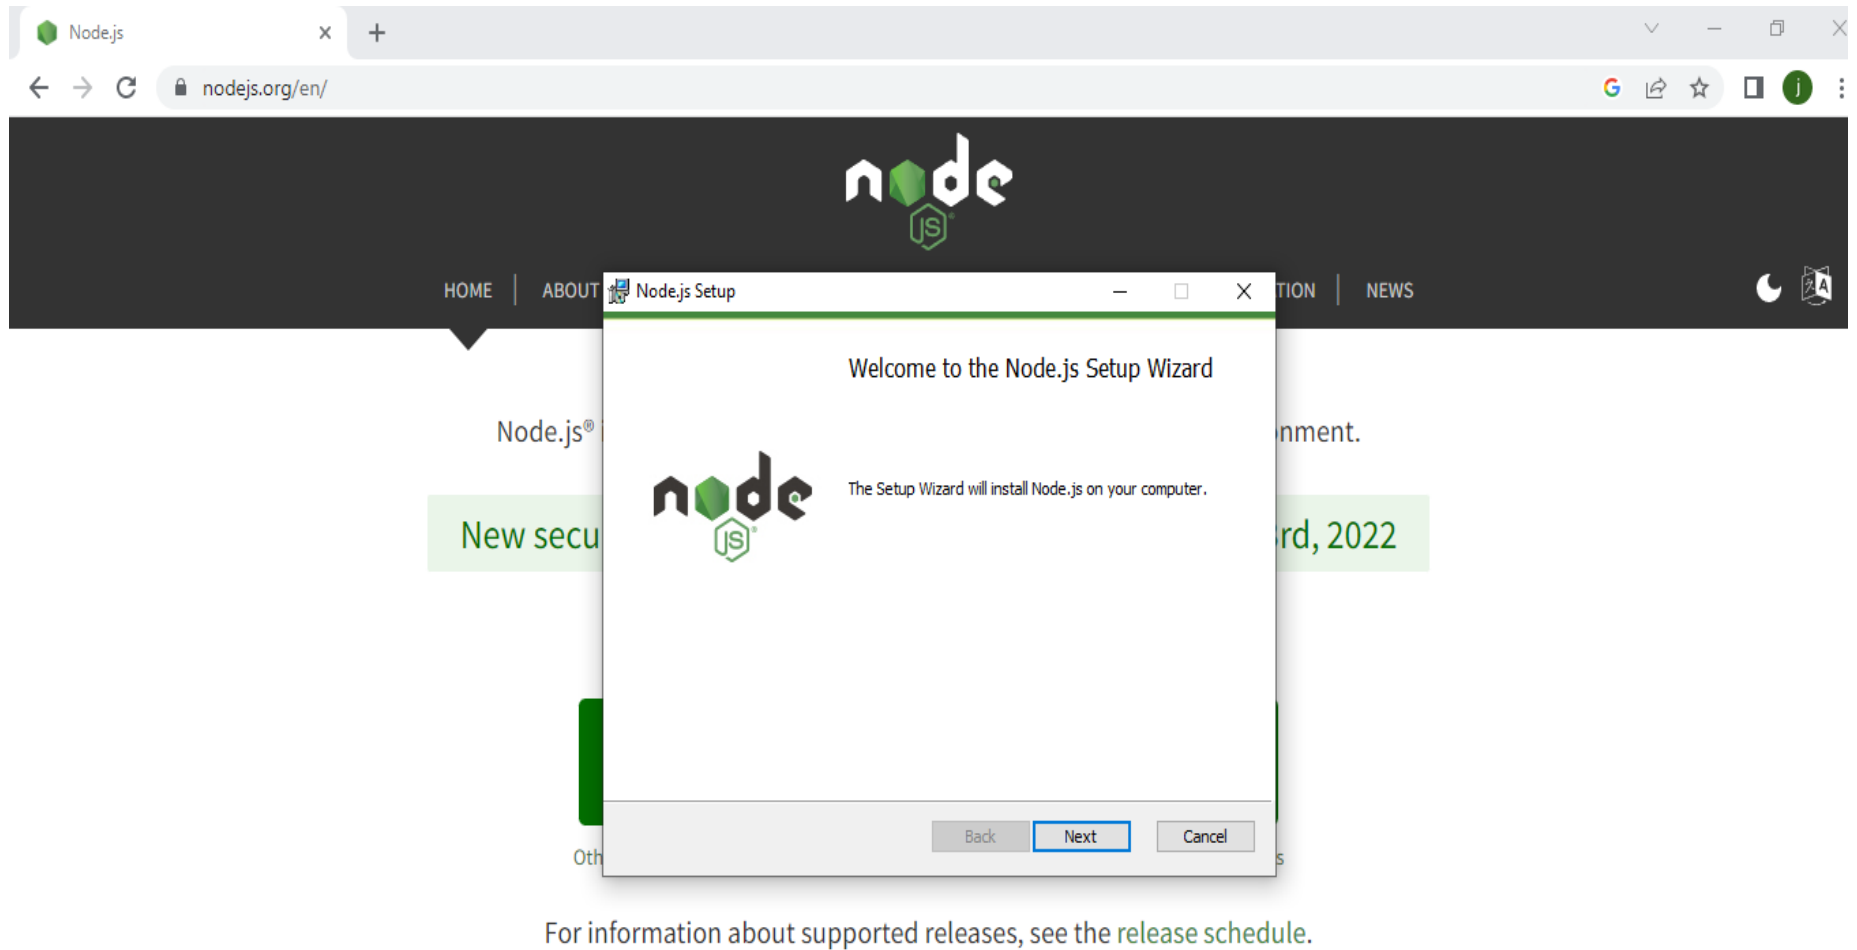 Node.js
nodejs.org/en/
node
JS
HOME ABOUT TION NEWS
Node.js Setup
Welcome to the Node.js Setup Wizard
Node.js® onment.
node
JS
The Setup Wizard will install Node.js on your computer.
New secu rd, 2022
Back Next Cancel
Oth s
For information about supported releases, see the release schedule.